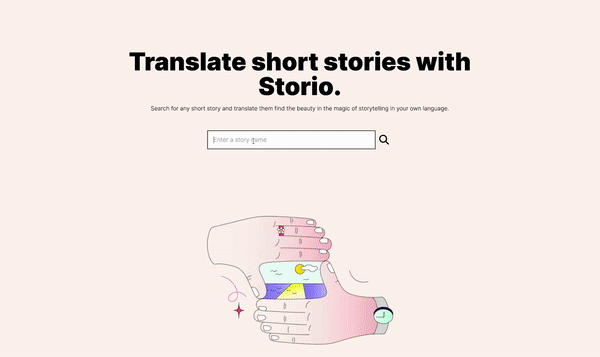 Translate short stories with
Storio.
Search for any short story and translate them find the beauty in the magic of storytelling in your own language.
Enter a story name